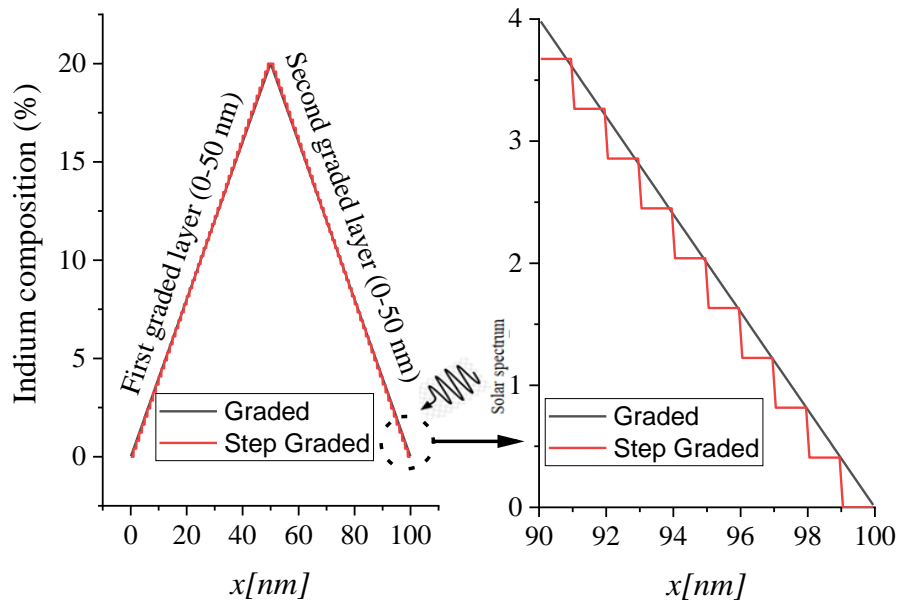 Indium composition (%)
20
15
10
5
0
0 20 40 60 80 100
x[nm]
First graded layer (0-50 nm)
Second graded layer (0-50 nm)
Graded
Step Graded
Solar spectrum
4
3
2
1
0
90 92 94 96 98 100
x[nm]
Graded
Step Graded